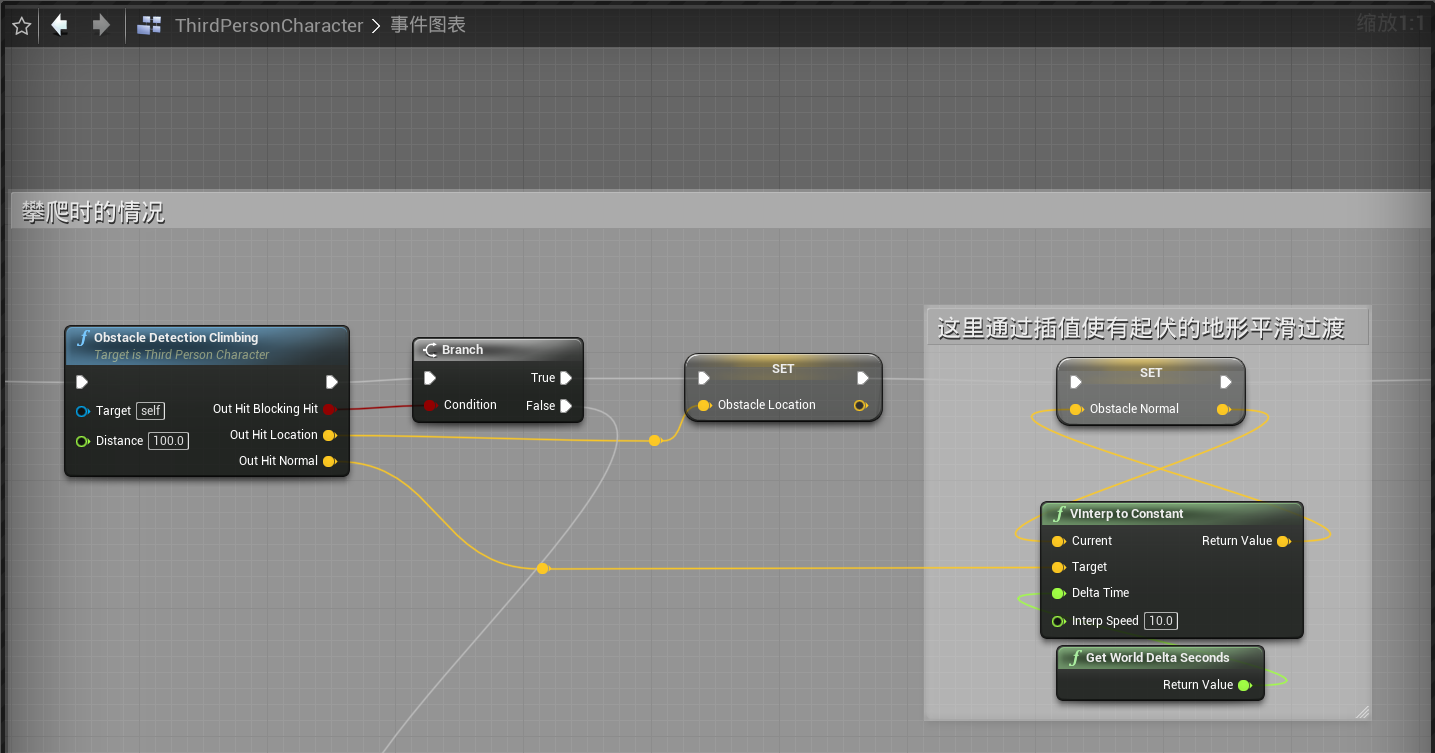 ThirdPersonCharacter > 事件图表
缩放1:1
攀爬时的情况
Obstacle Detection Climbing
Target is Third Person Character
Target self
Distance 100.0
Out Hit Blocking Hit
Out Hit Location
Out Hit Normal
Branch
True
Condition
False
SET
Obstacle Location
这里通过插值使有起伏的地形平滑过渡
SET
Obstacle Normal
VInterp to Constant
Current
Return Value
Target
Delta Time
Interp Speed 10.0
Get World Delta Seconds
Return Value